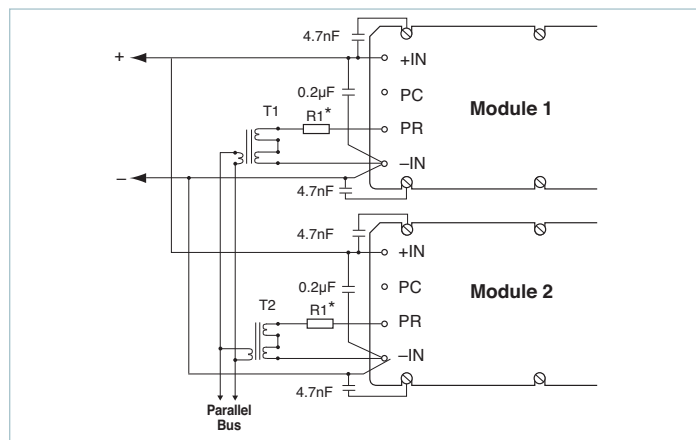 4.7nF
+IN
+
0.2µF
PC
Module 1
T1
R1*
PR
–IN
–
4.7nF
4.7nF
+IN
0.2µF
PC
Module 2
T2
R1*
PR
–IN
4.7nF
Parallel
Bus